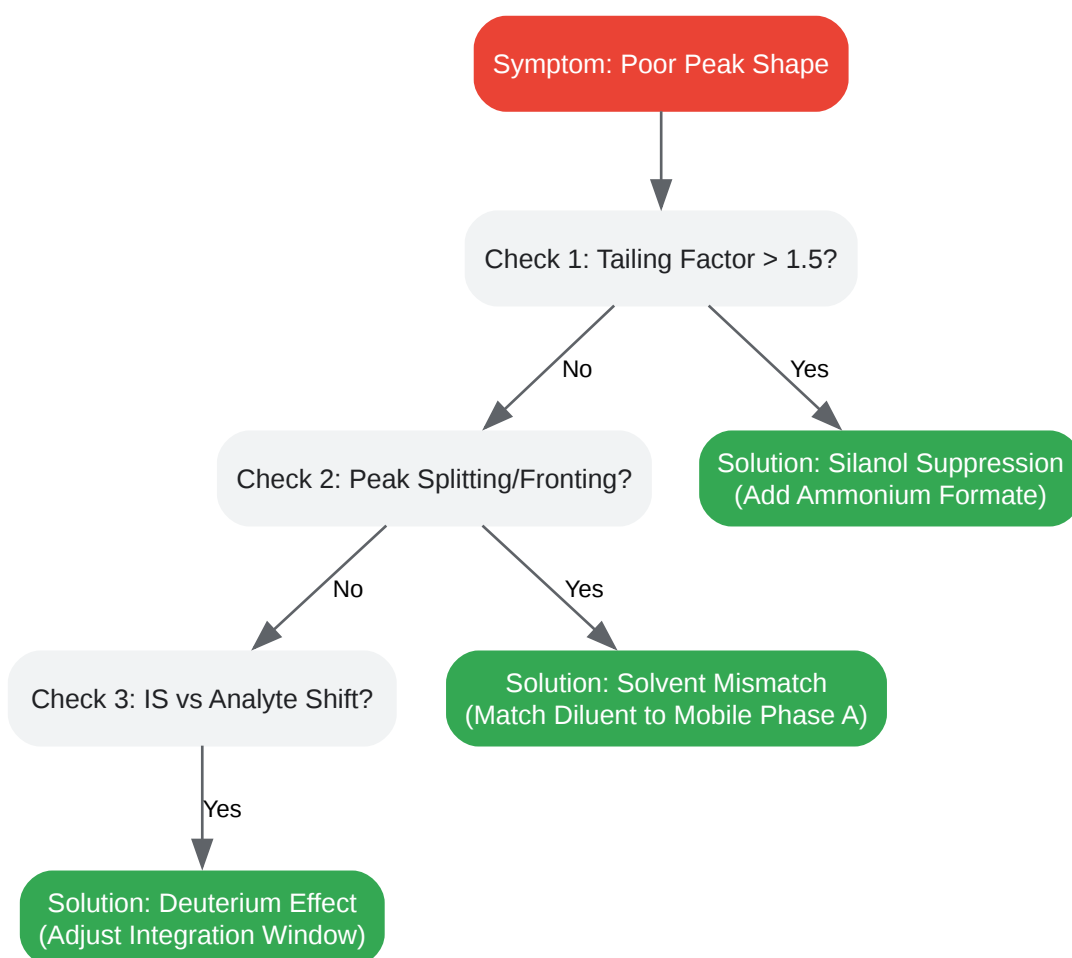 Symptom: Poor Peak Shape
Check 1: Tailing Factor > 1.5?
No
Yes
Check 2: Peak Splitting/Fronting?
Solution: Silanol Suppression
(Add Ammonium Formate)
No
Yes
Check 3: IS vs Analyte Shift?
Solution: Solvent Mismatch
(Match Diluent to Mobile Phase A)
Yes
Solution: Deuterium Effect
(Adjust Integration Window)